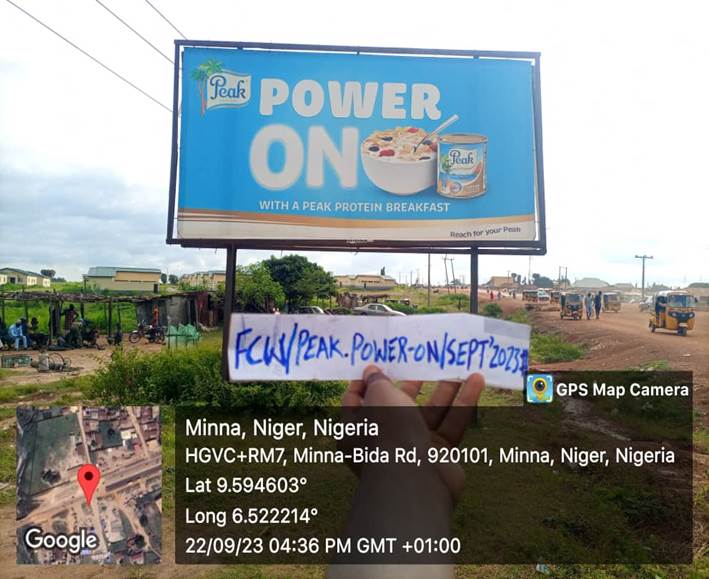 Peak
POWER
ON
Peak
WITH A PEAK PROTEIN BREAKFAST
Reach for your Peak
FCW/PEAK.POWER-ON/SEPT'2023
GPS Map Camera
Minna, Niger, Nigeria
HGVC+RM7, Minna-Bida Rd, 920101, Minna, Niger, Nigeria
Lat 9.594603°
Long 6.522214°
22/09/23 04:36 PM GMT +01:00
Google